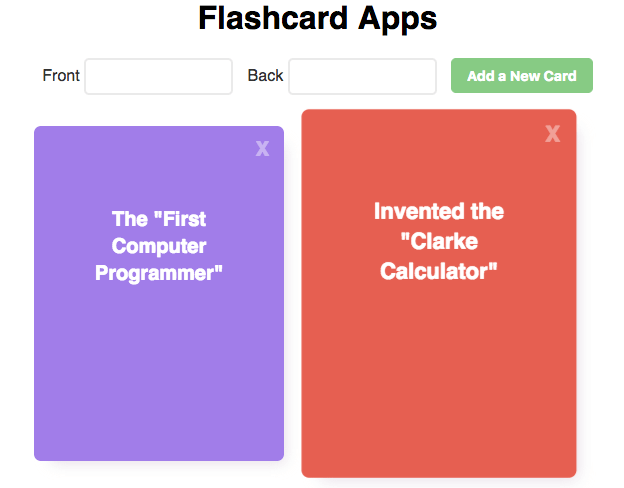 Flashcard Apps
Front
Back
Add a New Card
X
The "First
Computer
Programmer"
X
Invented the
"Clarke
Calculator"